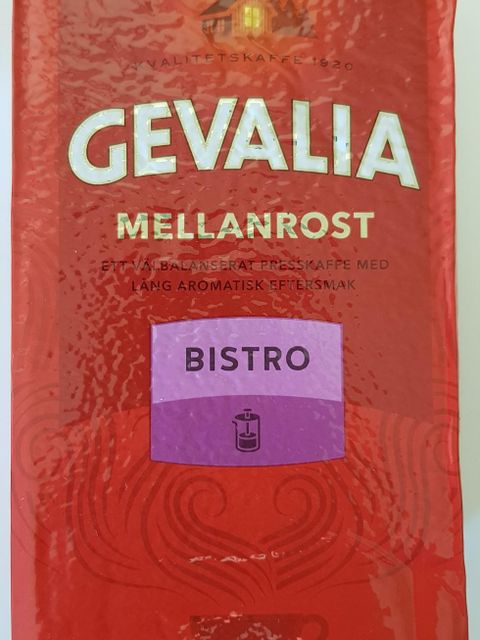 KVALITETSKAFFE 1920
GEVALIA
MELLANROST
ETT VÄLBALANSERAT PRESSKAFFE MED
LÅNG AROMATISK EFTERSMAK
BISTRO